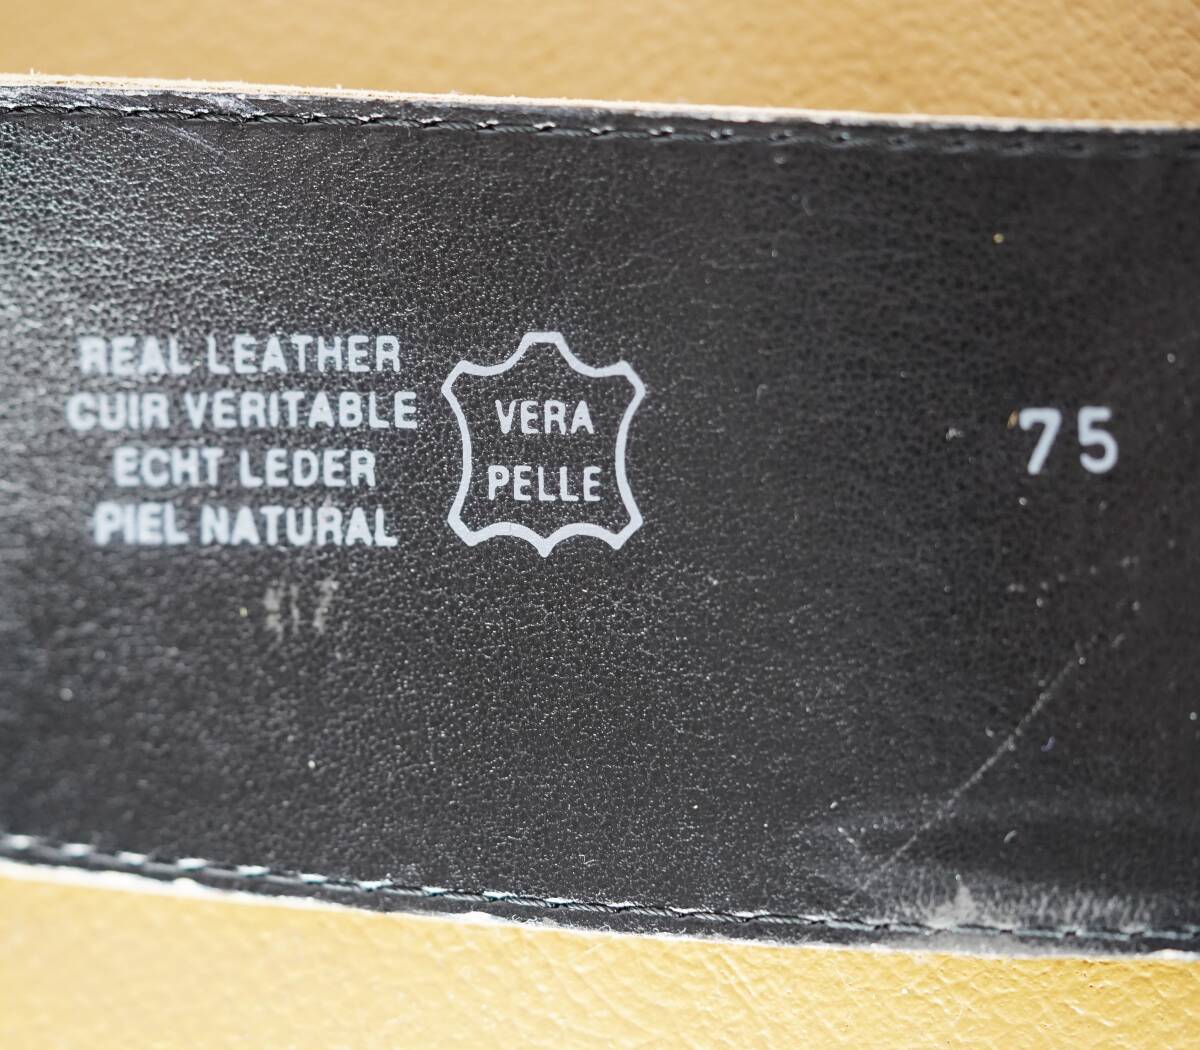 REAL LEATHER
CUIR VERITABLE
ECHT LEDER
PIEL NATURAL
VERA
PELLE
75